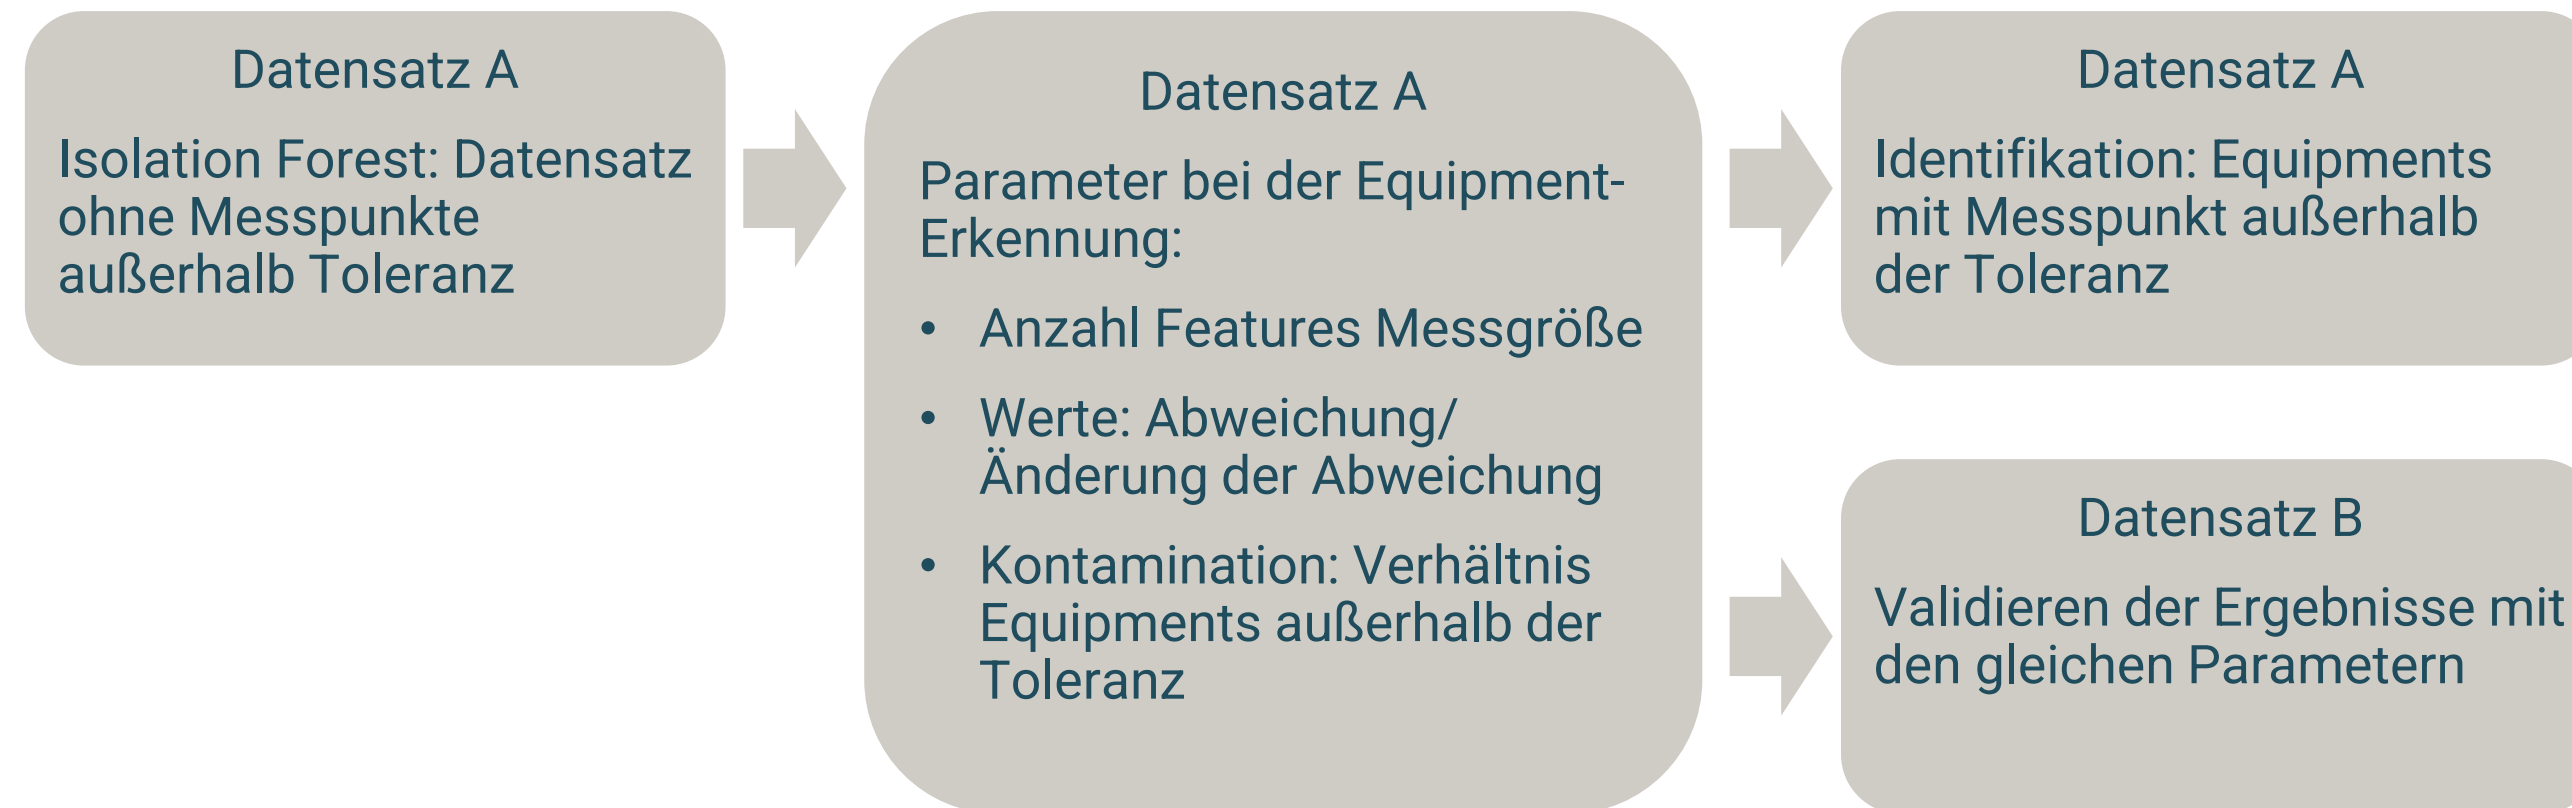 Datensatz A
Isolation Forest: Datensatz
ohne Messpunkte
außerhalb Toleranz
Datensatz A
Parameter bei der Equipment-
Erkennung:
• Anzahl Features Messgröße
• Werte: Abweichung/
Änderung der Abweichung
• Kontamination: Verhältnis
Equipments außerhalb der
Toleranz
Datensatz A
Identifikation: Equipments
mit Messpunkt außerhalb
der Toleranz
Datensatz B
Validieren der Ergebnisse mit
den gleichen Parametern